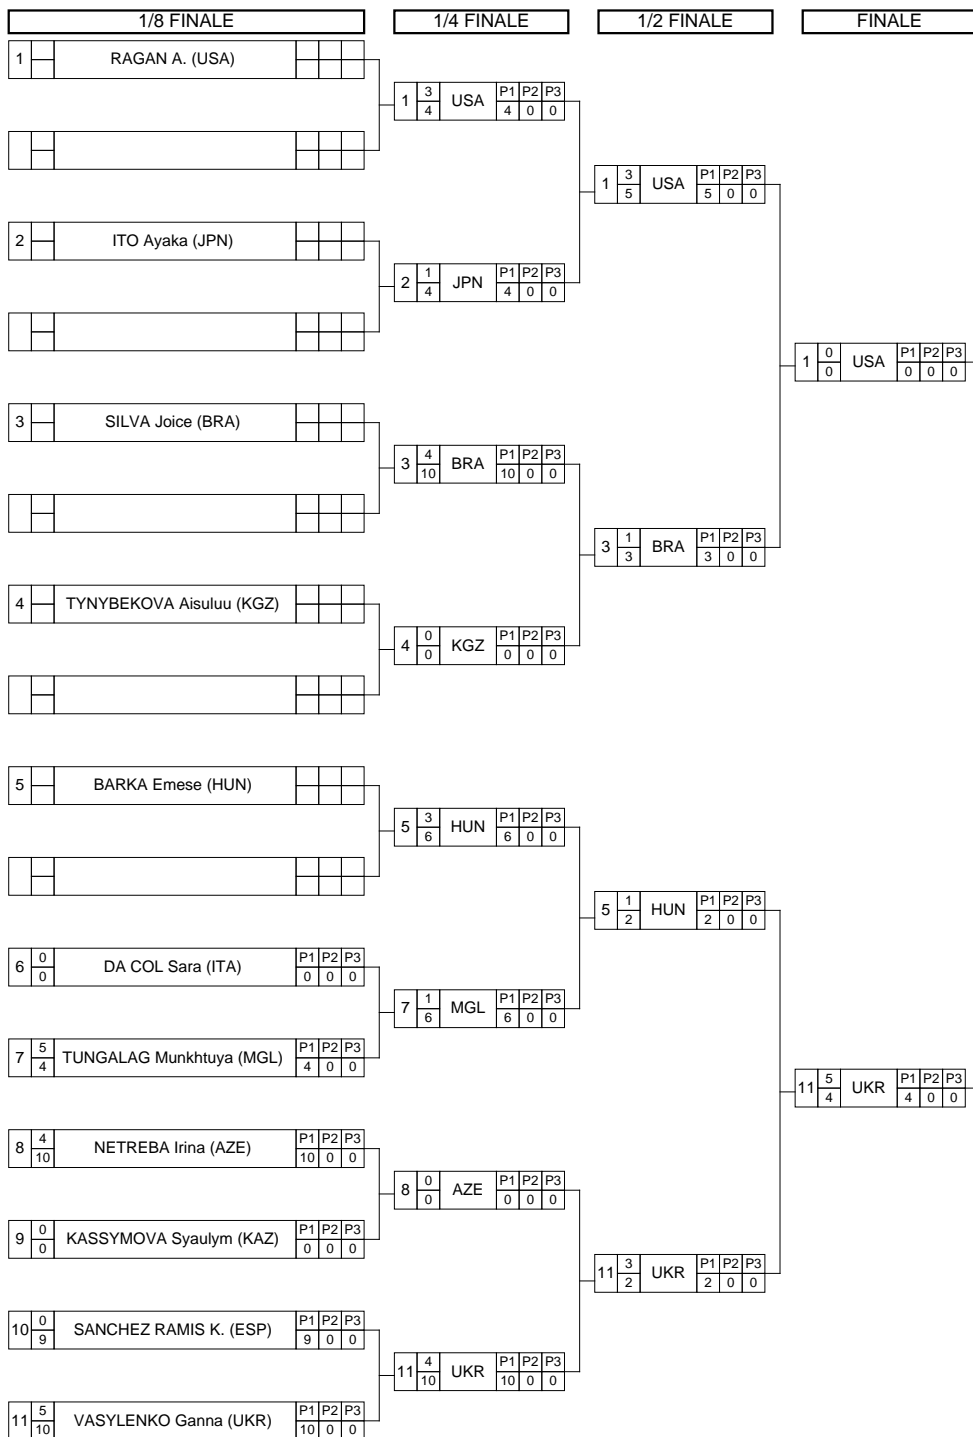 1/8 FINALE 1/4 FINALE 1/2 FINALE FINALE
1 RAGAN A. (USA)
1 3 4 USA P1 P2 P3 4 0 0
1 3 5 USA P1 P2 P3 5 0 0
2 ITO Ayaka (JPN)
2 1 4 JPN P1 P2 P3 4 0 0
1 0 0 USA P1 P2 P3 0 0 0
3 SILVA Joice (BRA)
3 4 10 BRA P1 P2 P3 10 0 0
3 1 3 BRA P1 P2 P3 3 0 0
4 TYNYBEKOVA Aisuluu (KGZ)
4 0 0 KGZ P1 P2 P3 0 0 0
5 BARKA Emese (HUN)
5 3 6 HUN P1 P2 P3 6 0 0
5 1 2 HUN P1 P2 P3 2 0 0
6 0 0 DA COL Sara (ITA) P1 P2 P3 0 0 0
7 1 6 MGL P1 P2 P3 6 0 0
7 5 4 TUNGALAG Munkhtuya (MGL) P1 P2 P3 4 0 0
11 5 4 UKR P1 P2 P3 4 0 0
8 4 10 NETREBA Irina (AZE) P1 P2 P3 10 0 0
8 0 0 AZE P1 P2 P3 0 0 0
9 0 0 KASSYMOVA Syaulym (KAZ) P1 P2 P3 0 0 0
11 3 2 UKR P1 P2 P3 2 0 0
10 0 9 SANCHEZ RAMIS K. (ESP) P1 P2 P3 9 0 0
11 4 10 UKR P1 P2 P3 10 0 0
11 5 10 VASYLENKO Ganna (UKR) P1 P2 P3 10 0 0